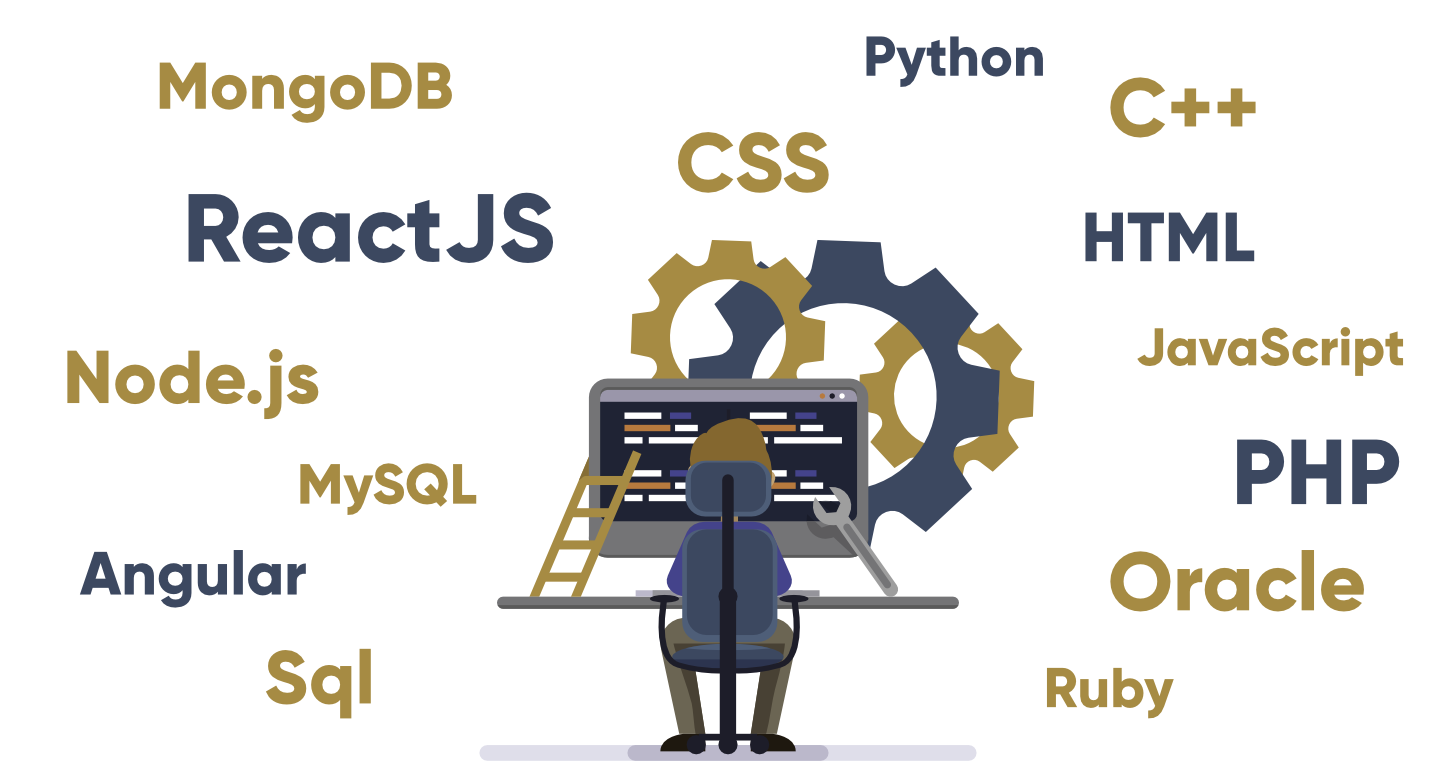 Python
MongoDB
C++
CSS
ReactJS
HTML
JavaScript
Node.js
PHP
MySQL
Angular
Oracle
Sql
Ruby